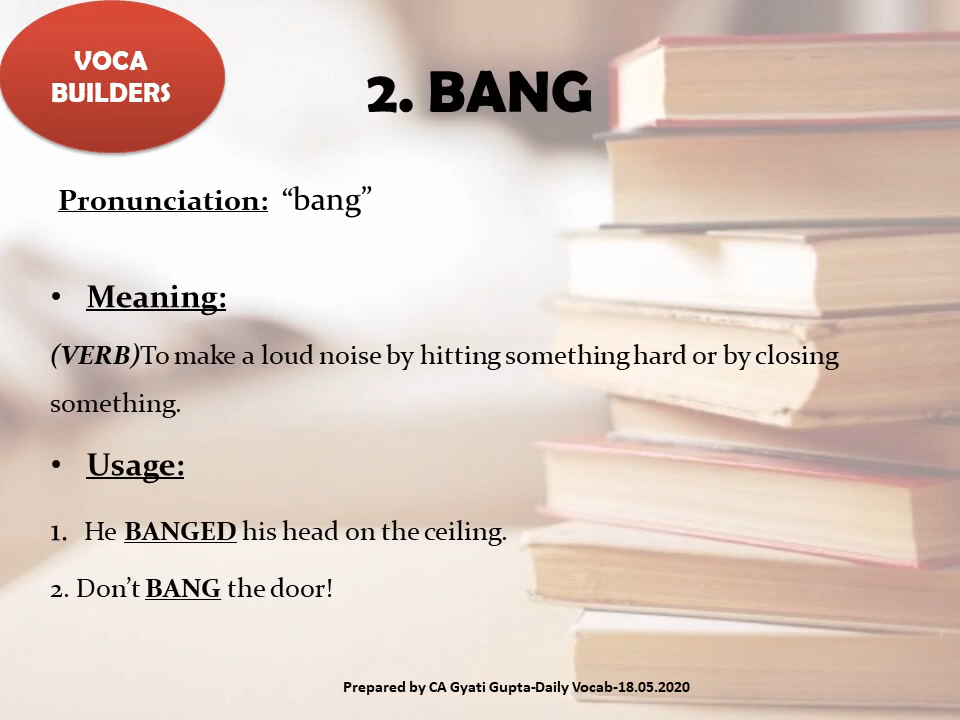 VOCA
BUILDERS
2. BANG
Pronunciation: “bang”
• Meaning:
(VERB)To make a loud noise by hitting something hard or by closing
something.
• Usage:
1. He BANGED his head on the ceiling.
2. Don’t BANG the door!
Prepared by CA Gyati Gupta-Daily Vocab-18.05.2020